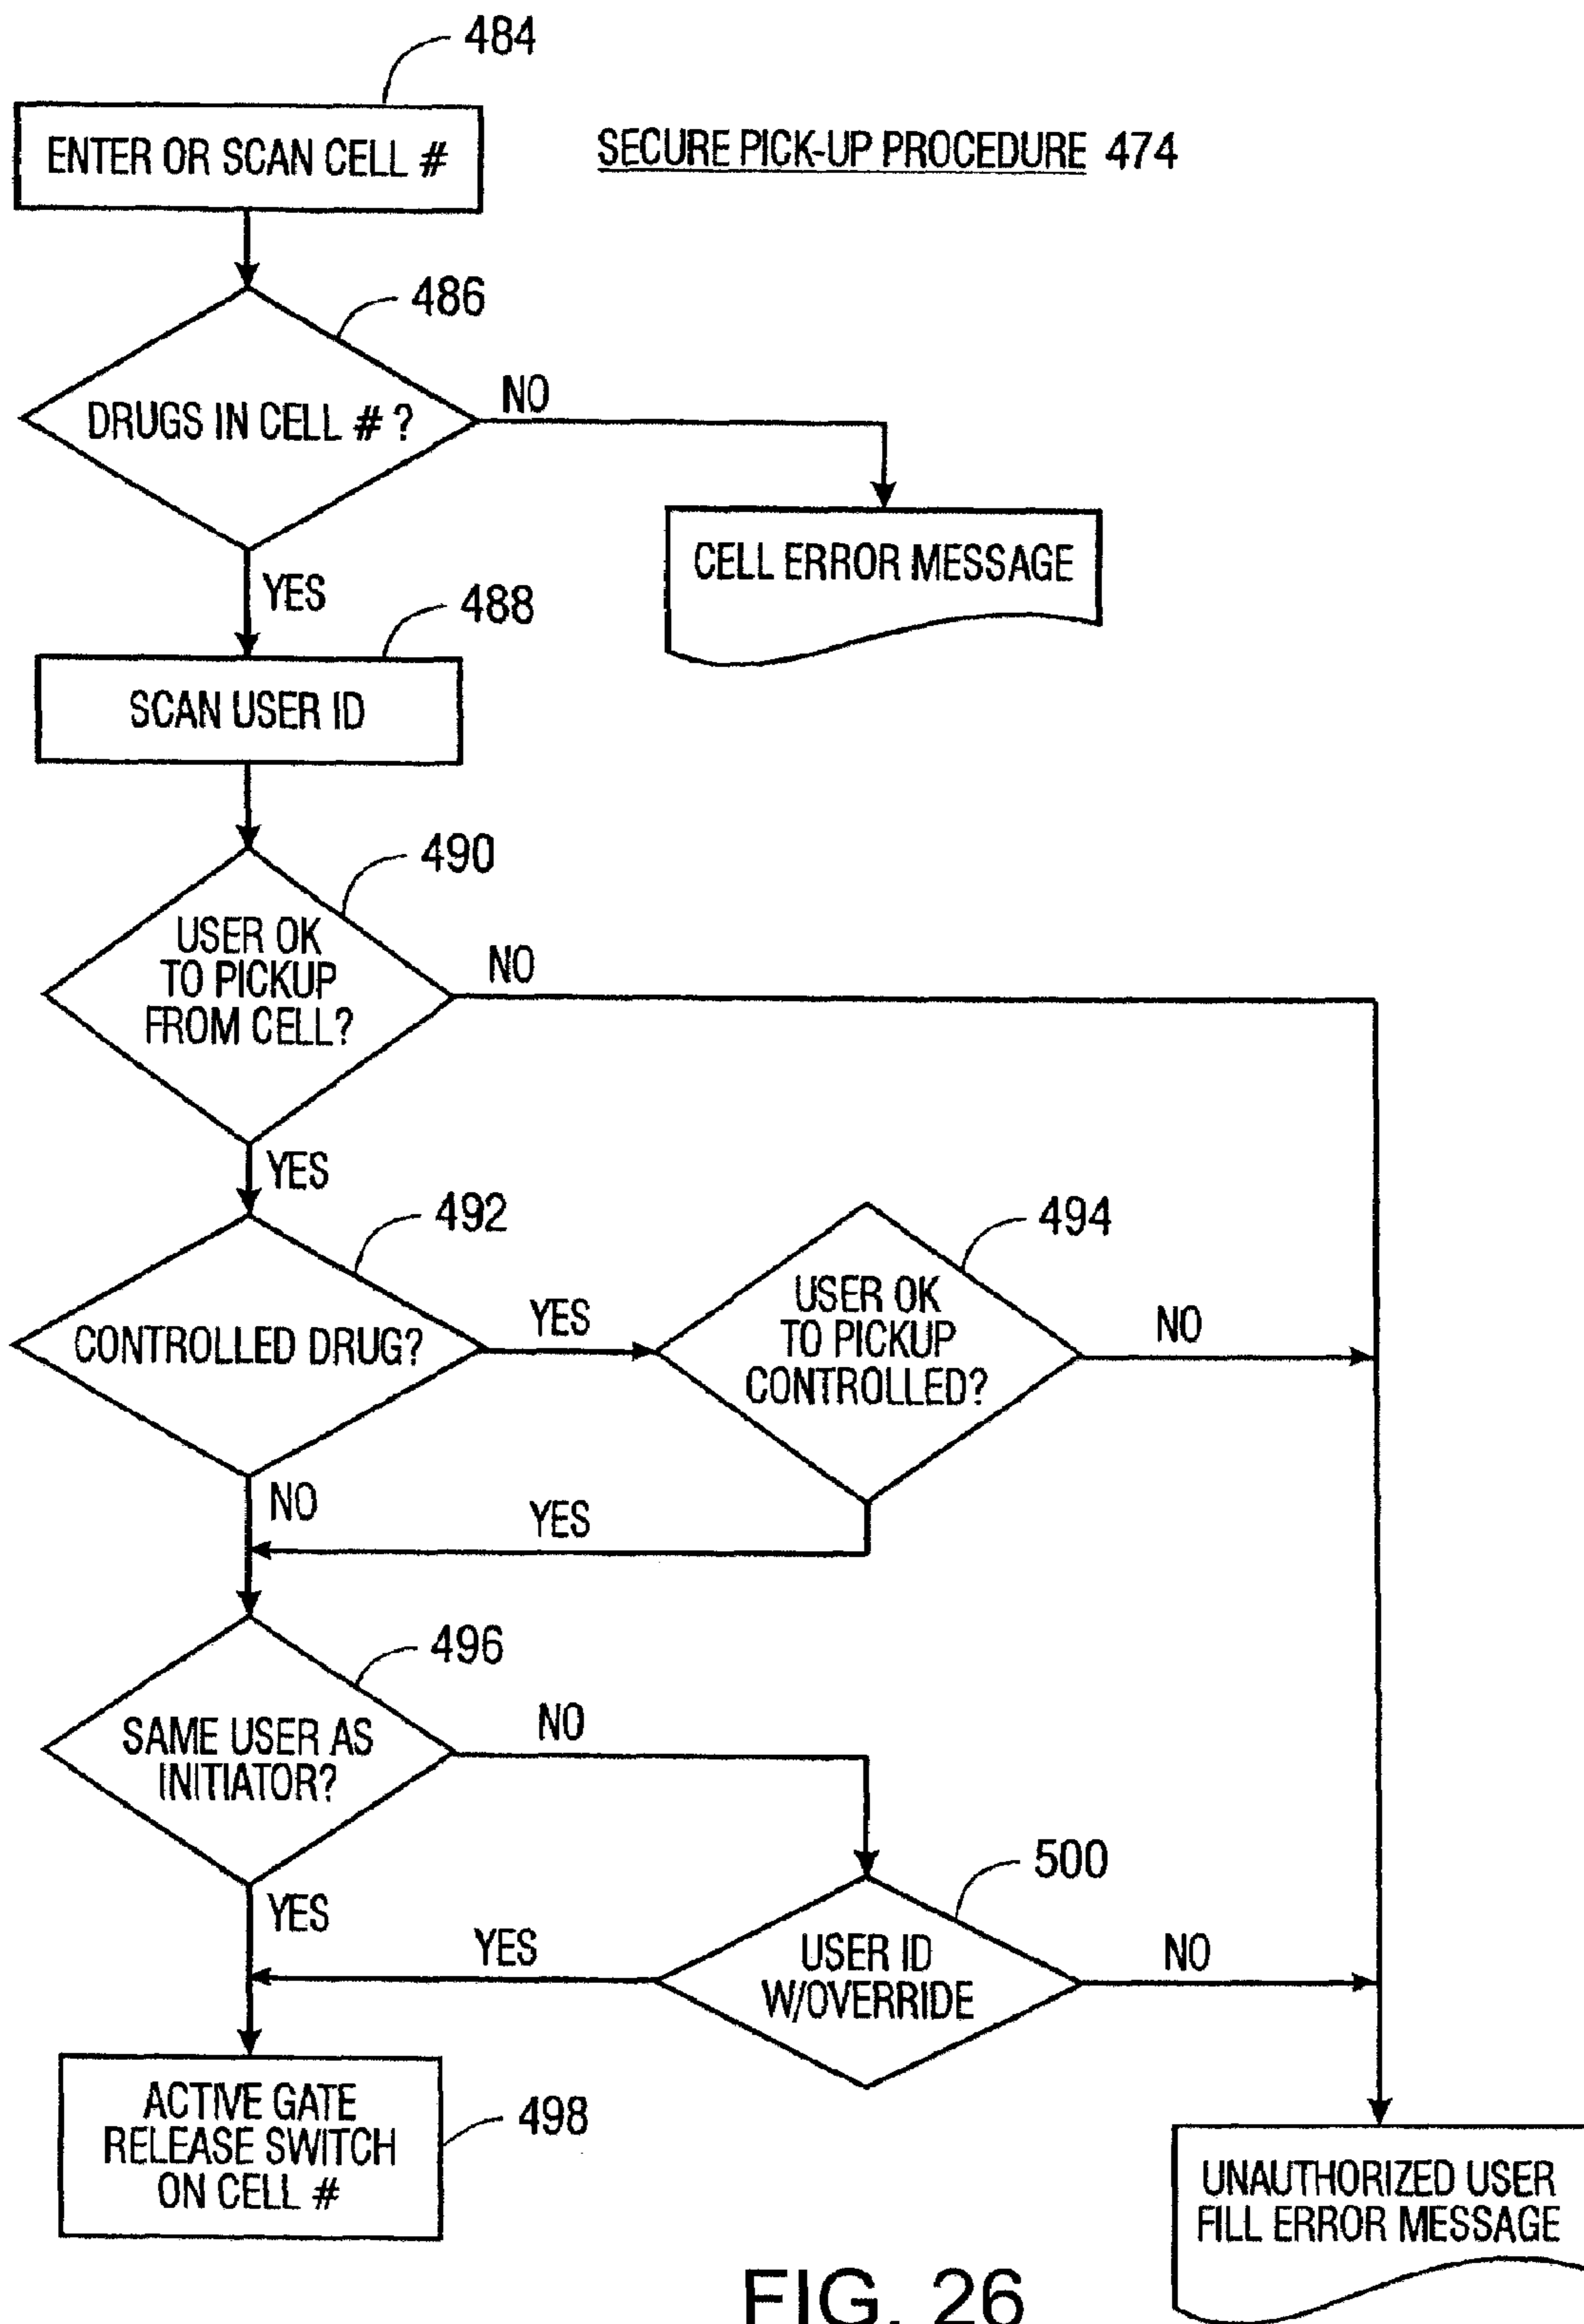 484
ENTER OR SCAN CELL #
SECURE PICK-UP PROCEDURE 474
486
DRUGS IN CELL # ?
NO
CELL ERROR MESSAGE
YES
488
SCAN USER ID
490
USER OK
TO PICKUP
FROM CELL?
NO
YES
492
CONTROLLED DRUG?
YES
494
USER OK
TO PICKUP
CONTROLLED?
NO
NO
YES
496
SAME USER AS
INITIATOR?
NO
YES
500
USER ID
W/OVERRIDE
YES
NO
ACTIVE GATE
RELEASE SWITCH
ON CELL #
498
UNAUTHORIZED USER
FILL ERROR MESSAGE
FIG. 26